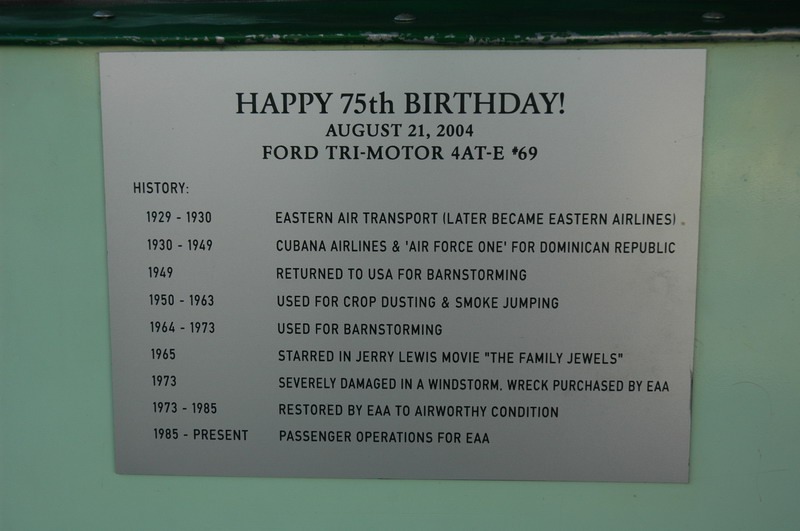 HAPPY 75th BIRTHDAY!
AUGUST 21, 2004
FORD TRI-MOTOR 4AT-E #69
HISTORY:
1929 - 1930 EASTERN AIR TRANSPORT (LATER BECAME EASTERN AIRLINES)
1930 - 1949 CUBANA AIRLINES & 'AIR FORCE ONE' FOR DOMINICAN REPUBLIC
1949 RETURNED TO USA FOR BARNSTORMING
1950 - 1963 USED FOR CROP DUSTING & SMOKE JUMPING
1964 - 1973 USED FOR BARNSTORMING
1965 STARRED IN JERRY LEWIS MOVIE "THE FAMILY JEWELS"
1973 SEVERELY DAMAGED IN A WINDSTORM. WRECK PURCHASED BY EAA
1973 - 1985 RESTORED BY EAA TO AIRWORTHY CONDITION
1985 - PRESENT PASSENGER OPERATIONS FOR EAA